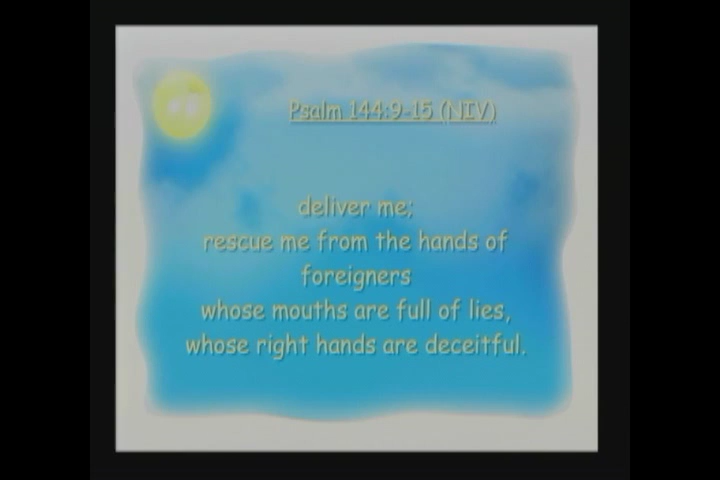 Psalm 144:9-15 (NIV)
deliver me;
rescue me from the hands of
foreigners
whose mouths are full of lies,
whose right hands are deceitful.